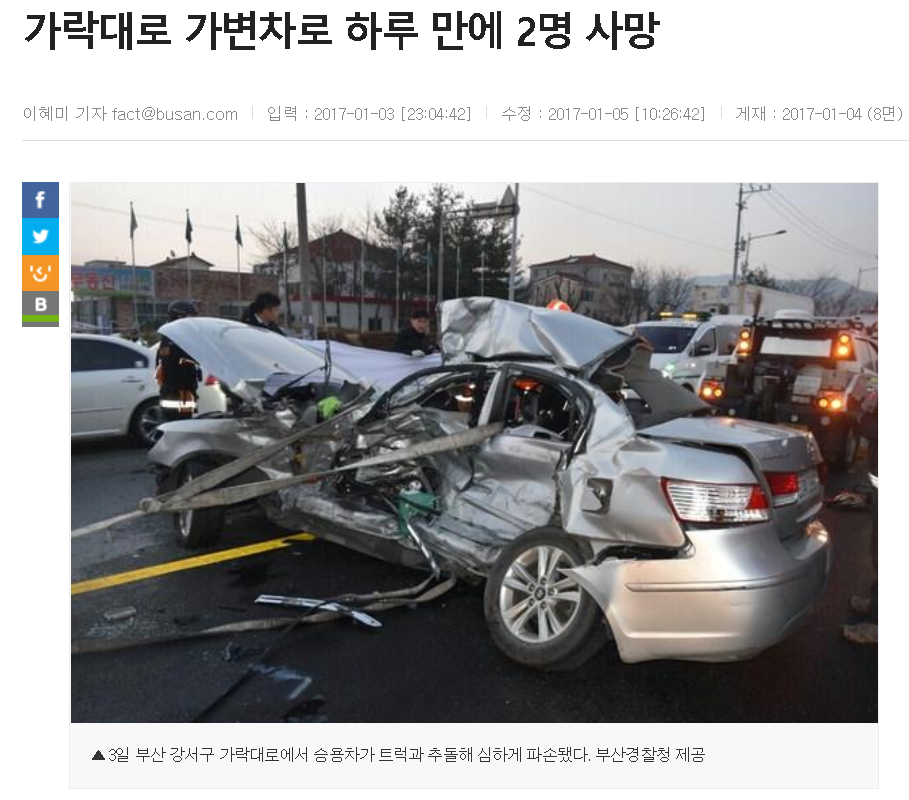 가락대로 가변차로 하루 만에 2명 사망
이혜미 기자 fact@busan.com | 입력 : 2017-01-03 [23:04:42] | 수정 : 2017-01-05 [10:26:42] | 게재 : 2017-01-04 (8면)
f
B
부동산
▲3일 부산 강서구 가락대로에서 승용차가 트럭과 추돌해 심하게 파손됐다. 부산경찰청 제공